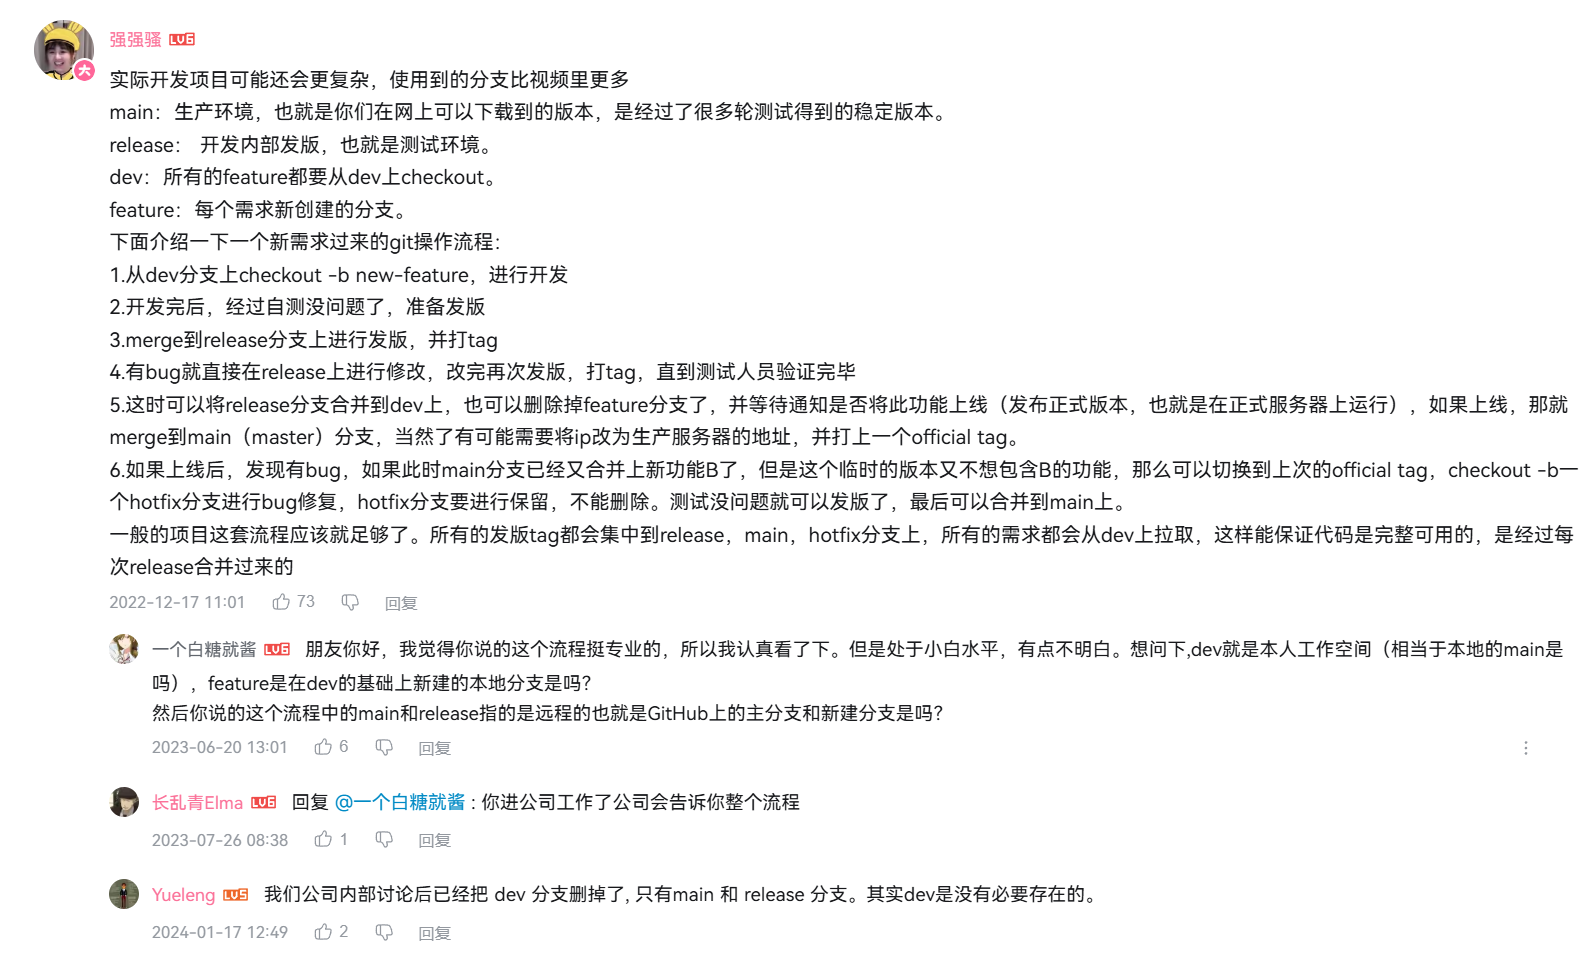 强强骚 LV6
实际开发项目可能还会更复杂，使用到的分支比视频里更多
main：生产环境，也就是你们在网上可以下载到的版本，是经过了很多轮测试得到的稳定版本。
release： 开发内部发版，也就是测试环境。
dev：所有的feature都要从dev上checkout。
feature：每个需求新创建的分支。
下面介绍一下一个新需求过来的git操作流程：
1.从dev分支上checkout -b new-feature，进行开发
2.开发完后，经过自测没问题了，准备发版
3.merge到release分支上进行发版，并打tag
4.有bug就直接在release上进行修改，改完再次发版，打tag，直到测试人员验证完毕
5.这时可以将release分支合并到dev上，也可以删除掉feature分支了，并等待通知是否将此功能上线（发布正式版本，也就是在正式服务器上运行），如果上线，那就
merge到main（master）分支，当然了有可能需要将ip改为生产服务器的地址，并打上一个official tag。
6.如果上线后，发现有bug，如果此时main分支已经又合并上新功能B了，但是这个临时的版本又不想包含B的功能，那么可以切换到上次的official tag，checkout -b一
个hotfix分支进行bug修复，hotfix分支要进行保留，不能删除。测试没问题就可以发版了，最后可以合并到main上。
一般的项目这套流程应该就足够了。所有的发版tag都会集中到release，main，hotfix分支上，所有的需求都会从dev上拉取，这样能保证代码是完整可用的，是经过每
次release合并过来的
2022-12-17 11:01 73 回复
一个白糖就酱 LV6 朋友你好，我觉得你说的这个流程挺专业的，所以我认真看了下。但是处于小白水平，有点不明白。想问下,dev就是本人工作空间（相当于本地的main是
吗），feature是在dev的基础上新建的本地分支是吗？
然后你说的这个流程中的main和release指的是远程的也就是GitHub上的主分支和新建分支是吗？
2023-06-20 13:01 6 回复
长乱青Elma LV6 回复 @一个白糖就酱 : 你进公司工作了公司会告诉你整个流程
2023-07-26 08:38 1 回复
Yueleng LV5 我们公司内部讨论后已经把 dev 分支删掉了, 只有main 和 release 分支。其实dev是没有必要存在的。
2024-01-17 12:49 2 回复